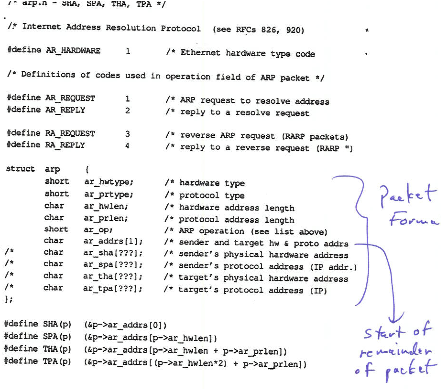 /* arp.h - SHA, SPA, THA, TPA */
/* Internet Address Resolution Protocol (see RFCs 826, 920) *
#define AR_HARDWARE 1 /* Ethernet hardware type code
/* Definitions of codes used in operation field of ARP packet */
#define AR_REQUEST 1 /* ARP request to resolve address
#define AR_REPLY 2 /* reply to a resolve request
#define RA_REQUEST 3 /* reverse ARP request (RARP packets)
#define RA_REPLY 4 /* reply to a reverse request (RARP "]
struct arp {
short ar_hwtype; /* hardware type
short ar_prtype; /* protocol type
char ar_hwlen; /* hardware address length
char ar_prlen; /* protocol address length
short ar_op; /* ARP operation (see list above)
char ar_addrs[1]; /* sender and target hw & proto addrs
/* char ar_sha[???]; /* sender's physical hardware address
/* char ar_spa[???]; /* sender's protocol address (IP addr.)
/* char ar_tha[???]; /* target's physical hardware address
/* char ar_tpa[???]; /* target's protocol address (IP)
};
#define SHA(p) (&p->ar_addrs[0])
#define SPA(p) (&p->ar_addrs[p->ar_hwlen])
#define THA(p) (&p->ar_addrs[p->ar_hwlen + p->ar_prlen])
#define TPA(p) (&p->ar_addrs[(p->ar_hwlen*2) + p->ar_prlen])
Packet
Forma
start of
remainder
of packet